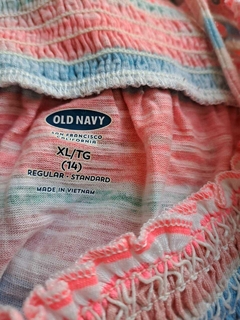 OLD NAVY
SAN FRANCISCO
CALIFORNIA
XL/TG
(14)
REGULAR - STANDARD
MADE IN VIETNAM